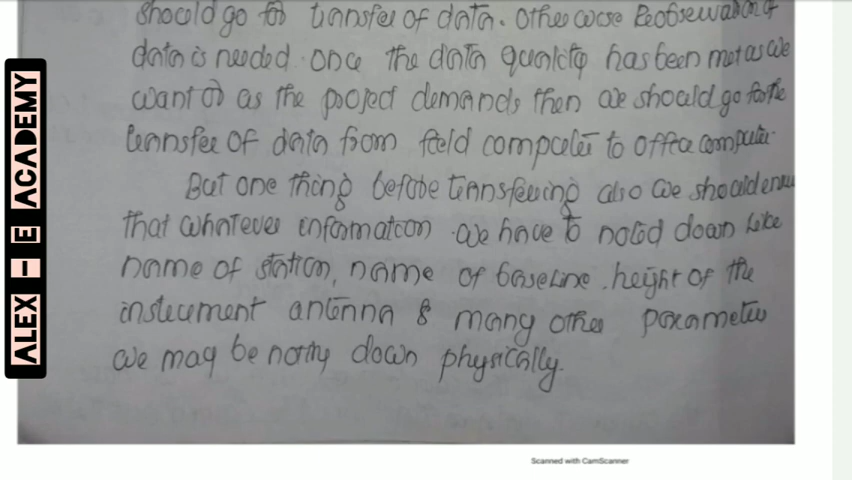 should go for transfer of data. Otherwise Reobservation of
data is needed. once the data quality has been met as we
want or as the project demands then we should go for the
transfer of data from field computer to office computer.
But one thing before transfering also we should ensu
that whatever information we have to noted down like
name of station, name of baseline, height of the
instrument antenna & many other parameter
we may be noting down physically.
ALEX – E ACADEMY
Scanned with CamScanner